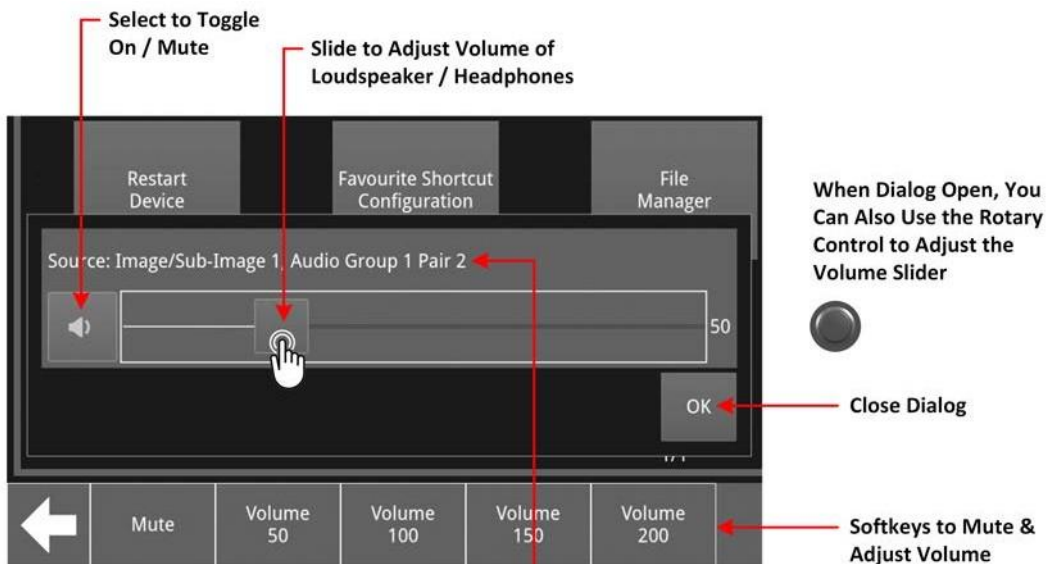 Select to Toggle
On / Mute
Slide to Adjust Volume of
Loudspeaker / Headphones
Restart
Device
Favourite Shortcut
Configuration
File
Manager
When Dialog Open, You
Can Also Use the Rotary
Control to Adjust the
Volume Slider
Source: Image/Sub-Image 1, Audio Group 1 Pair 2
50
OK
Close Dialog
Mute
Volume
50
Volume
100
Volume
150
Volume
200
Softkeys to Mute &
Adjust Volume